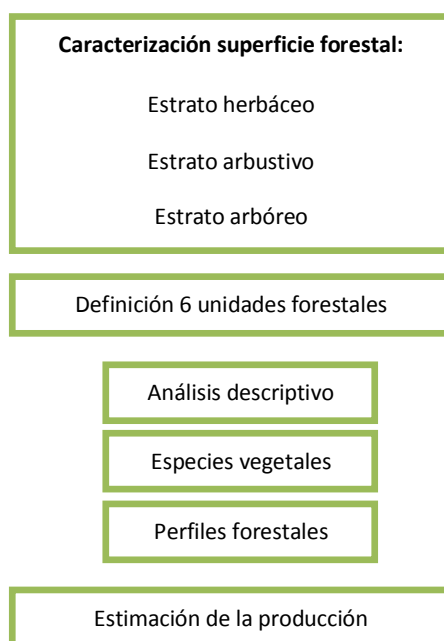 Caracterización superficie forestal:
Estrato herbáceo
Estrato arbustivo
Estrato arbóreo
Definición 6 unidades forestales
Análisis descriptivo
Especies vegetales
Perfiles forestales
Estimación de la producción